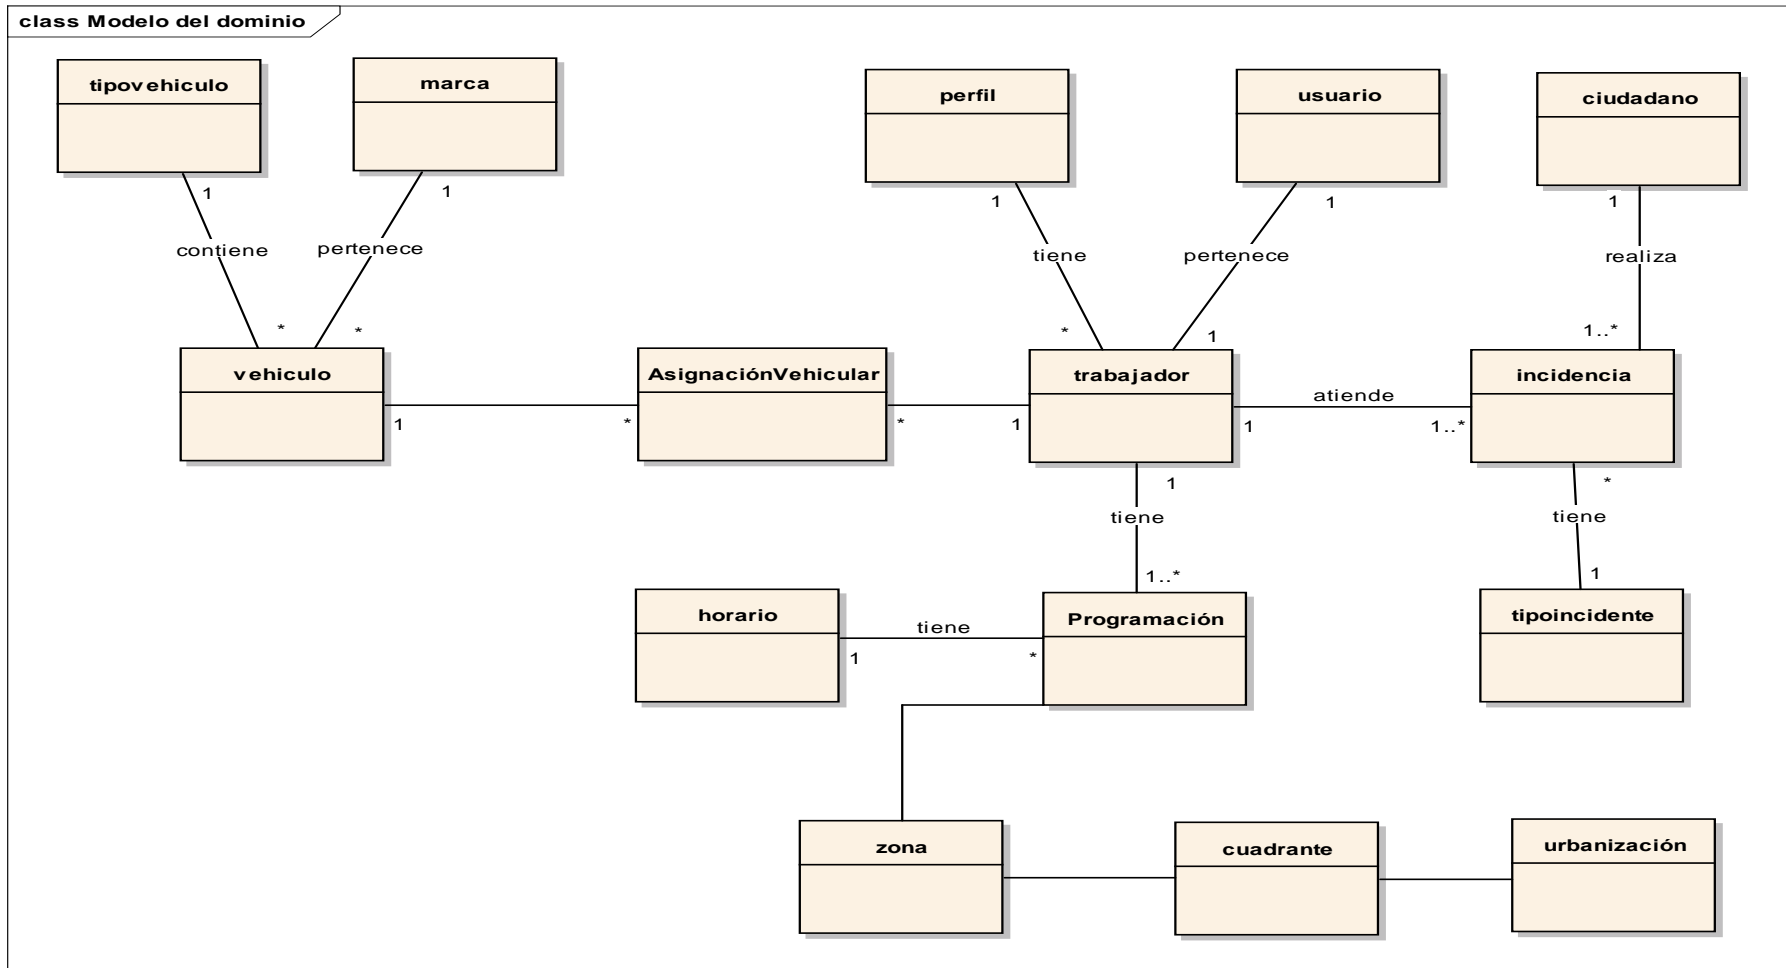 class Modelo del dominio
tipovehiculo
marca
perfil
usuario
ciudadano
1
1
1
1
1
contiene
pertenece
tiene
pertenece
realiza
*
*
*
1
1..*
vehiculo
AsignaciónVehicular
trabajador
incidencia
atiende
1
*
*
1
1
1..*
1
*
tiene
tiene
1..*
1
horario
tiene
Programación
tipoincidente
1
*
zona
cuadrante
urbanización